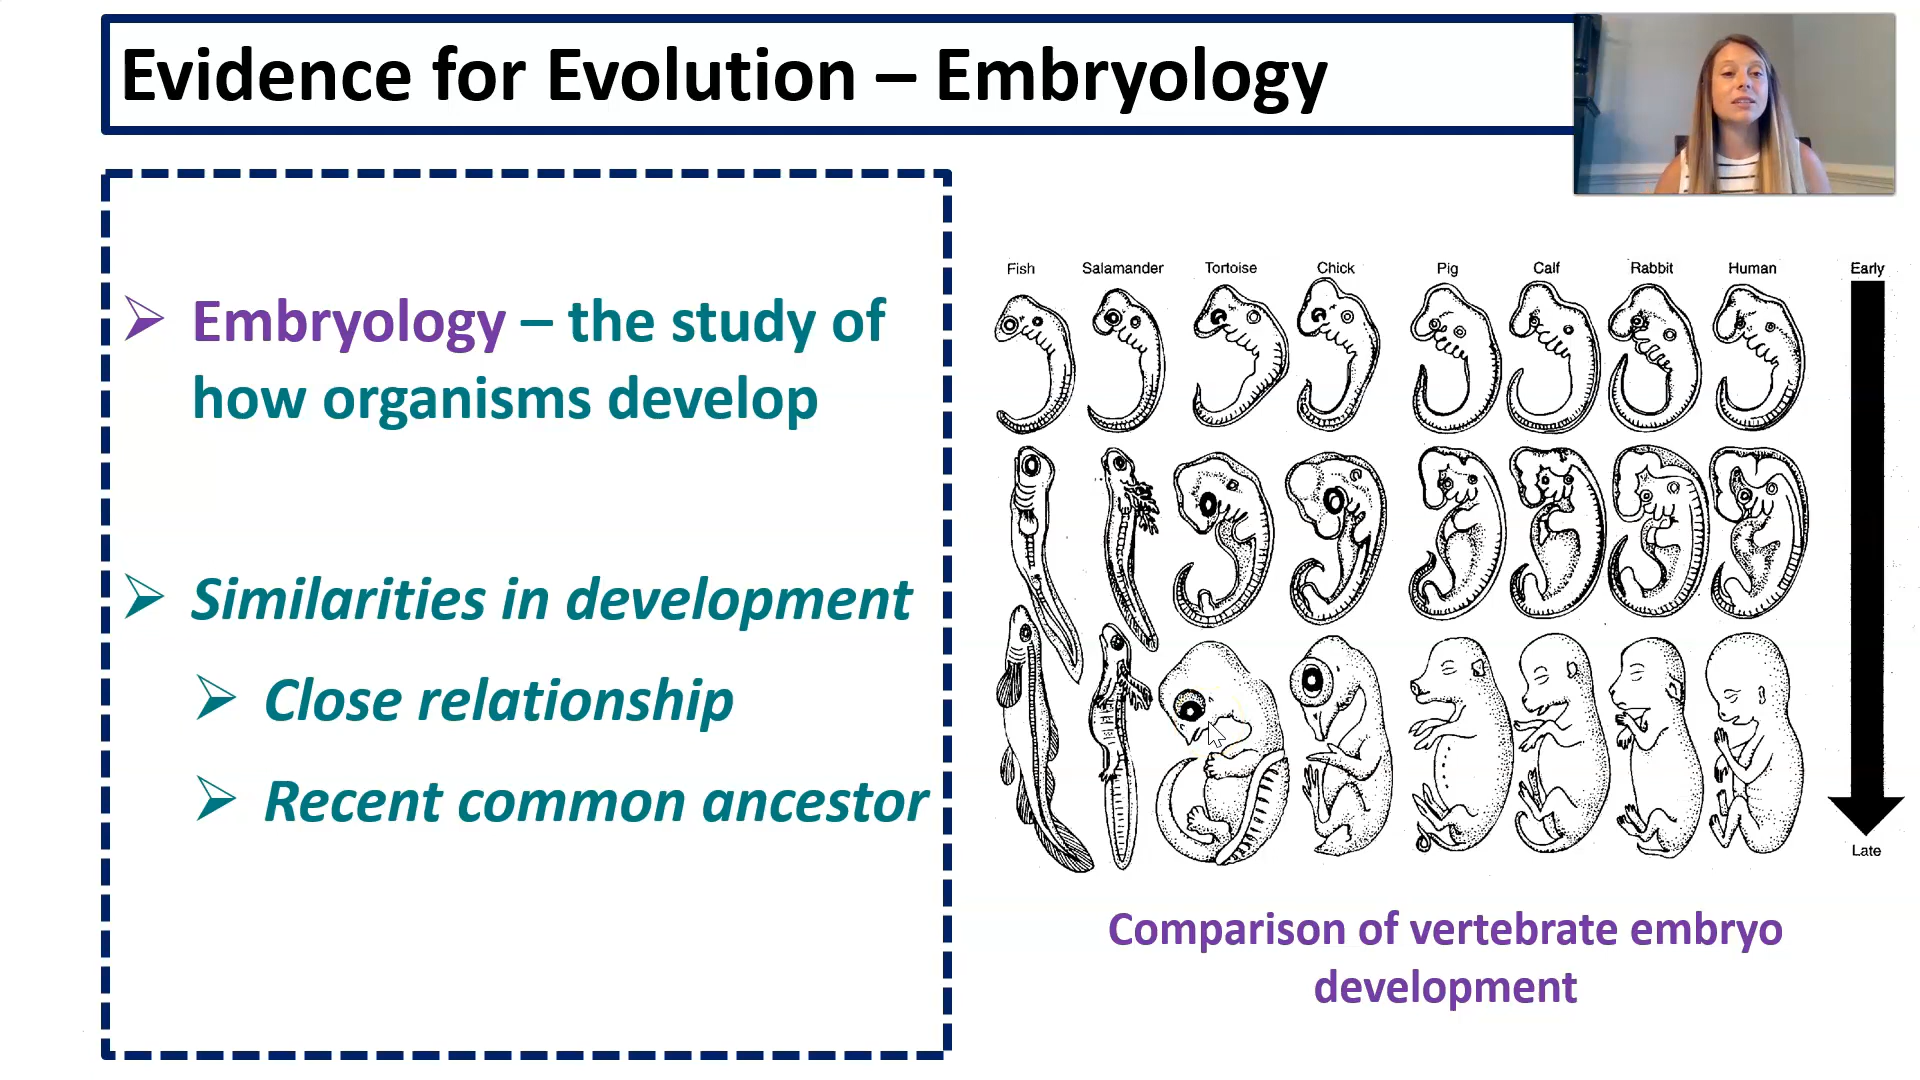 Evidence for Evolution – Embryology
Embryology – the study of
how organisms develop
Similarities in development
Close relationship
Recent common ancestor
Fish Salamander Tortoise Chick Pig Calf Rabbit Human Early
Late
Comparison of vertebrate embryo
development